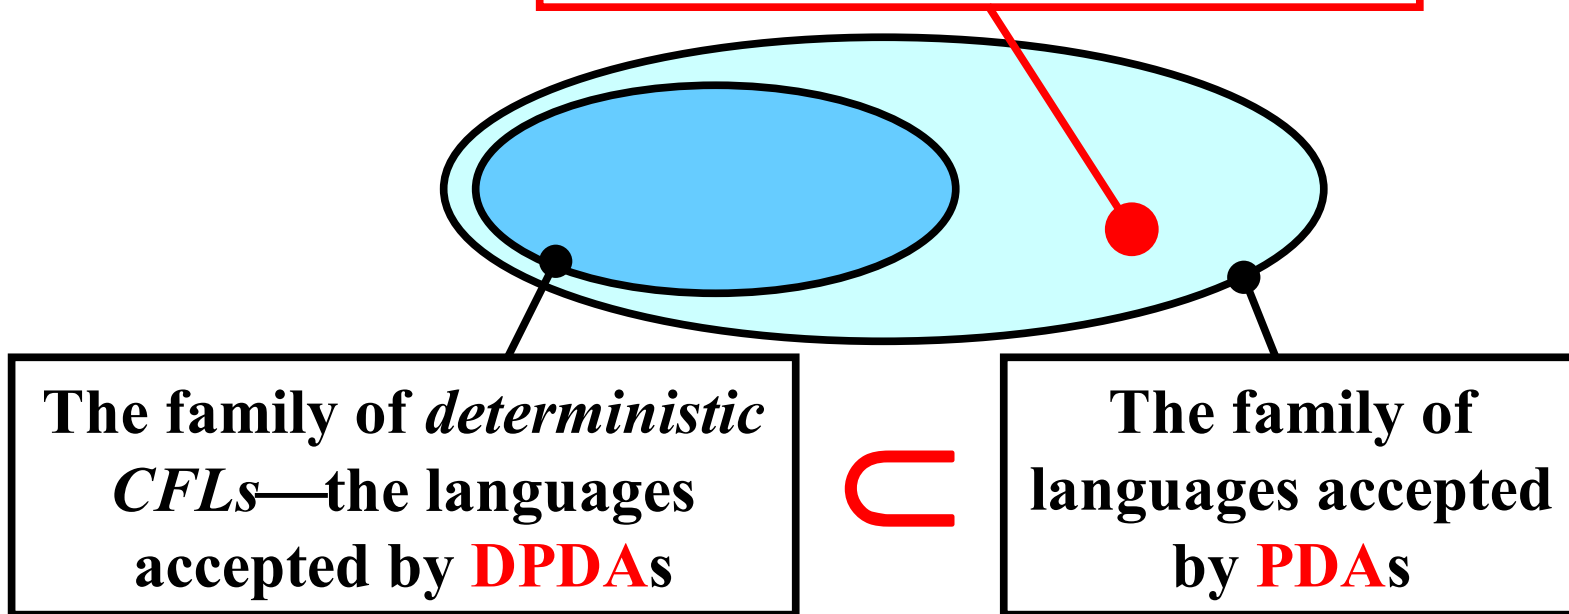 The family of deterministic
CFLs—the languages
accepted by DPDAs
⊂
The family of
languages accepted
by PDAs